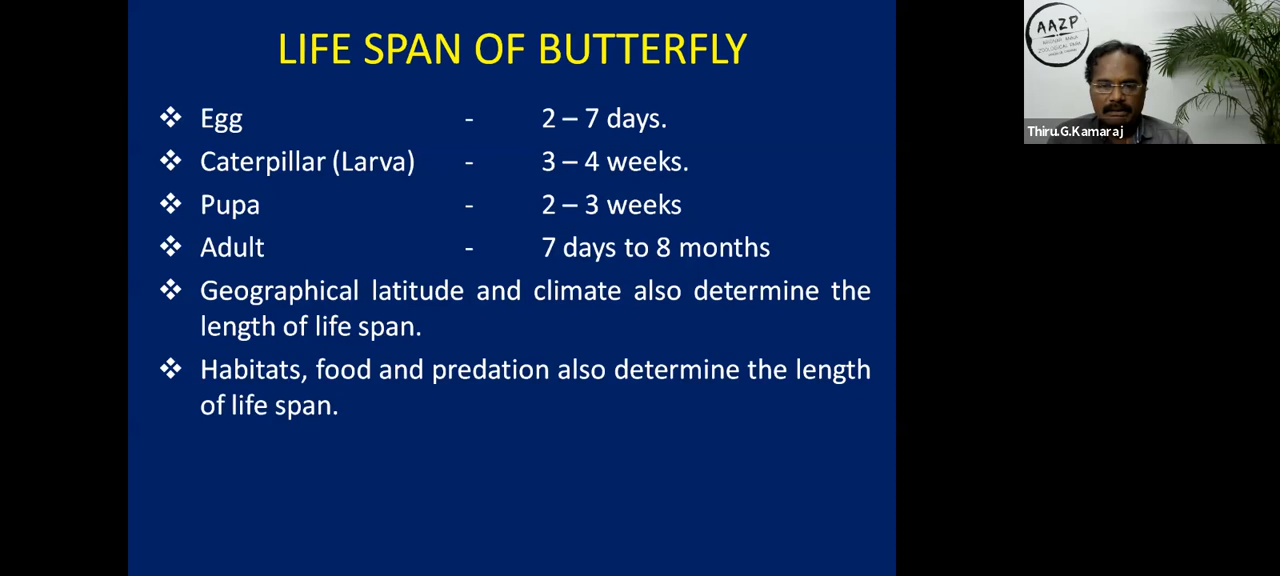 LIFE SPAN OF BUTTERFLY
❖ Egg - 2 – 7 days.
❖ Caterpillar (Larva) - 3 – 4 weeks.
❖ Pupa - 2 – 3 weeks
❖ Adult - 7 days to 8 months
❖ Geographical latitude and climate also determine the
length of life span.
❖ Habitats, food and predation also determine the length
of life span.
AAZP
ZOOLOGICAL PARK
Thiru.G.Kamaraj